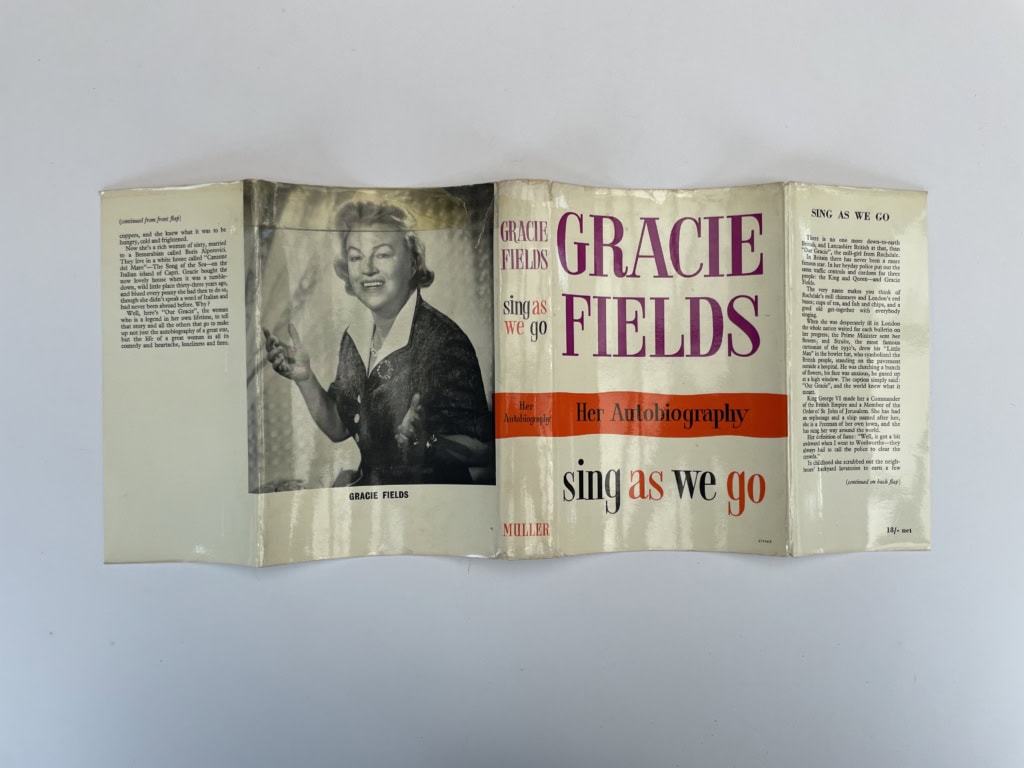 (continued from front flap)
coppers, and she knew what it was to be
hungry, cold and frightened.
Now she's a rich woman of sixty, married
to a Bessarabian called Boris Alperovici.
They live in a white house called "Canzone
del Mare"—The Song of the Sea—on the
Italian island of Capri. Gracie bought the
now lovely house when it was a tumble-
down, wild little place thirty-three years ago,
and blued every penny she had then to do so,
though she didn't speak a word of Italian and
had never been abroad before. Why?
Well, here's "Our Gracie", the woman
who is a legend in her own lifetime, to tell
that story and all the others that go to make
up not just the autobiography of a great star,
but the life of a great woman in all its
comedy and heartache, loneliness and fame.
GRACIE FIELDS
GRACIE
FIELDS
sing as
we go
Her
Autobiography
MULLER
GRACIE
FIELDS
Her Autobiography
sing as we go
SING AS WE GO
There is no one more down-to-earth
British, and Lancashire British at that, than
"Our Gracie", the mill-girl from Rochdale.
In Britain there has never been a more
famous star. In her heyday police put out the
same traffic controls and cordons for three
people: the King and Queen—and Gracie
Fields.
The very name makes you think of
Rochdale's mill chimneys and London's red
buses; cups of tea, and fish and chips, and a
good old get-together with everybody
singing.
When she was desperately ill in London
the whole nation waited for each bulletin on
her progress; the Prime Minister sent her
flowers, and Strube, the most famous
cartoonist of the 1930's, drew his "Little
Man" in the bowler hat, who symbolized the
British people, standing on the pavement
outside a hospital. He was clutching a bunch
of flowers, his face was anxious, he gazed up
at a high window. The caption simply said:
"Our Gracie", and the world knew what it
meant.
King George VI made her a Commander
of the British Empire and a Member of the
Order of St John of Jerusalem. She has had
an orphanage and a ship named after her,
she is a Freeman of her own town, and she
has sung her way around the world.
Her definition of fame: "Well, it got a bit
awkward when I went to Woolworths—they
always had to call the police to clear the
crowds."
In childhood she scrubbed out the neigh-
bours' backyard lavatories to earn a few
(continued on back flap)
18/- net